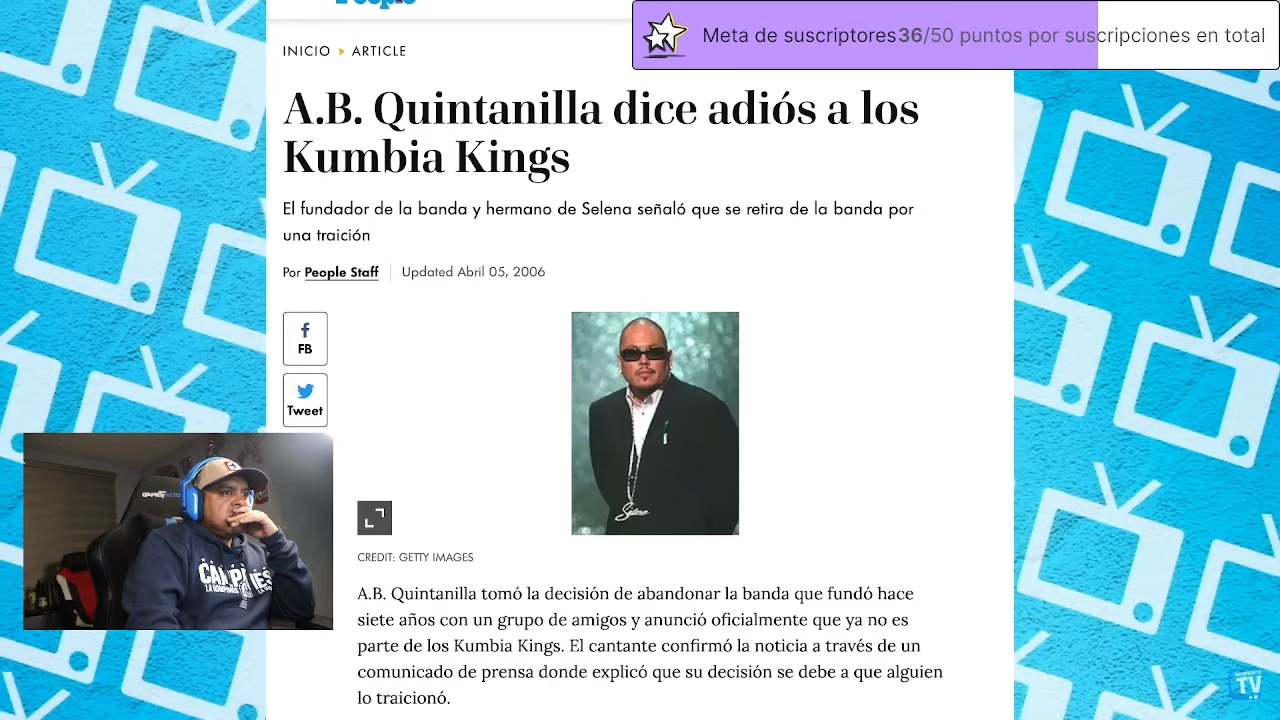 People
Meta de suscriptores 36/50 puntos por suscripciones en total
INICIO ▸ ARTICLE
A.B. Quintanilla dice adiós a los
Kumbia Kings
El fundador de la banda y hermano de Selena señaló que se retira de la banda por
una traición
Por People Staff | Updated Abril 05, 2006
FB
Tweet
Selena
CREDIT: GETTY IMAGES
A.B. Quintanilla tomó la decisión de abandonar la banda que fundó hace
siete años con un grupo de amigos y anunció oficialmente que ya no es
parte de los Kumbia Kings. El cantante confirmó la noticia a través de un
comunicado de prensa donde explicó que su decisión se debe a que alguien
lo traicionó.
TV